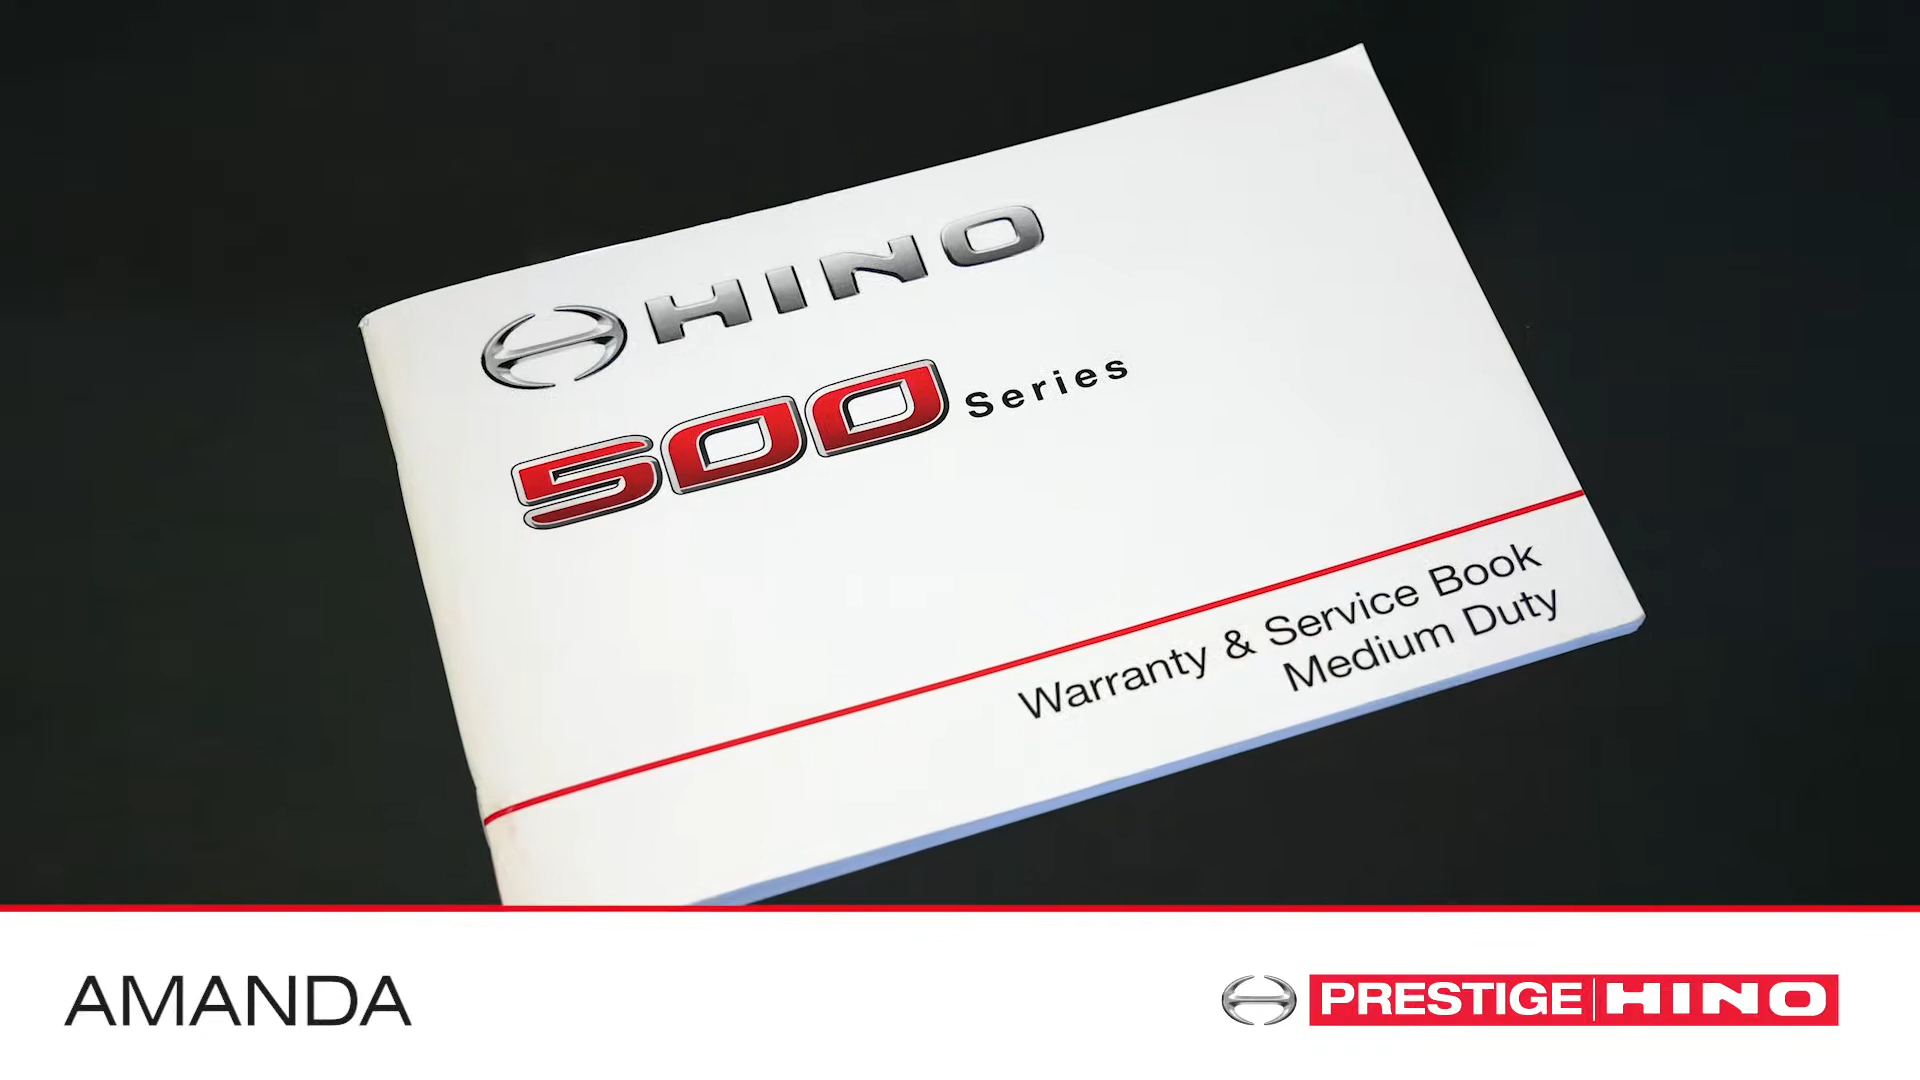 HINO
500 Series
Warranty & Service Book
Medium Duty
AMANDA
PRESTIGE HINO